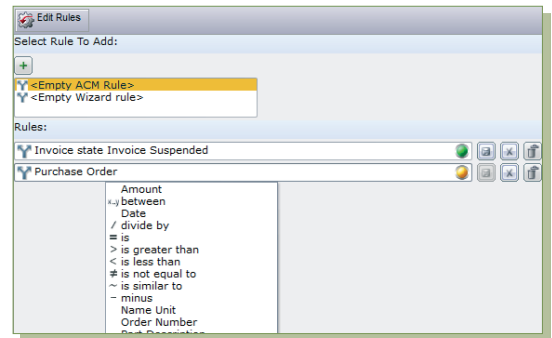 Edit Rules
Select Rule To Add:
<Empty ACM Rule>
<Empty Wizard rule>
Rules:
Invoice state Invoice Suspended
Purchase Order
Amount
x..y between
Date
/ divide by
= is
> is greater than
< is less than
≠ is not equal to
~ is similar to
- minus
Name Unit
Order Number
Part Description